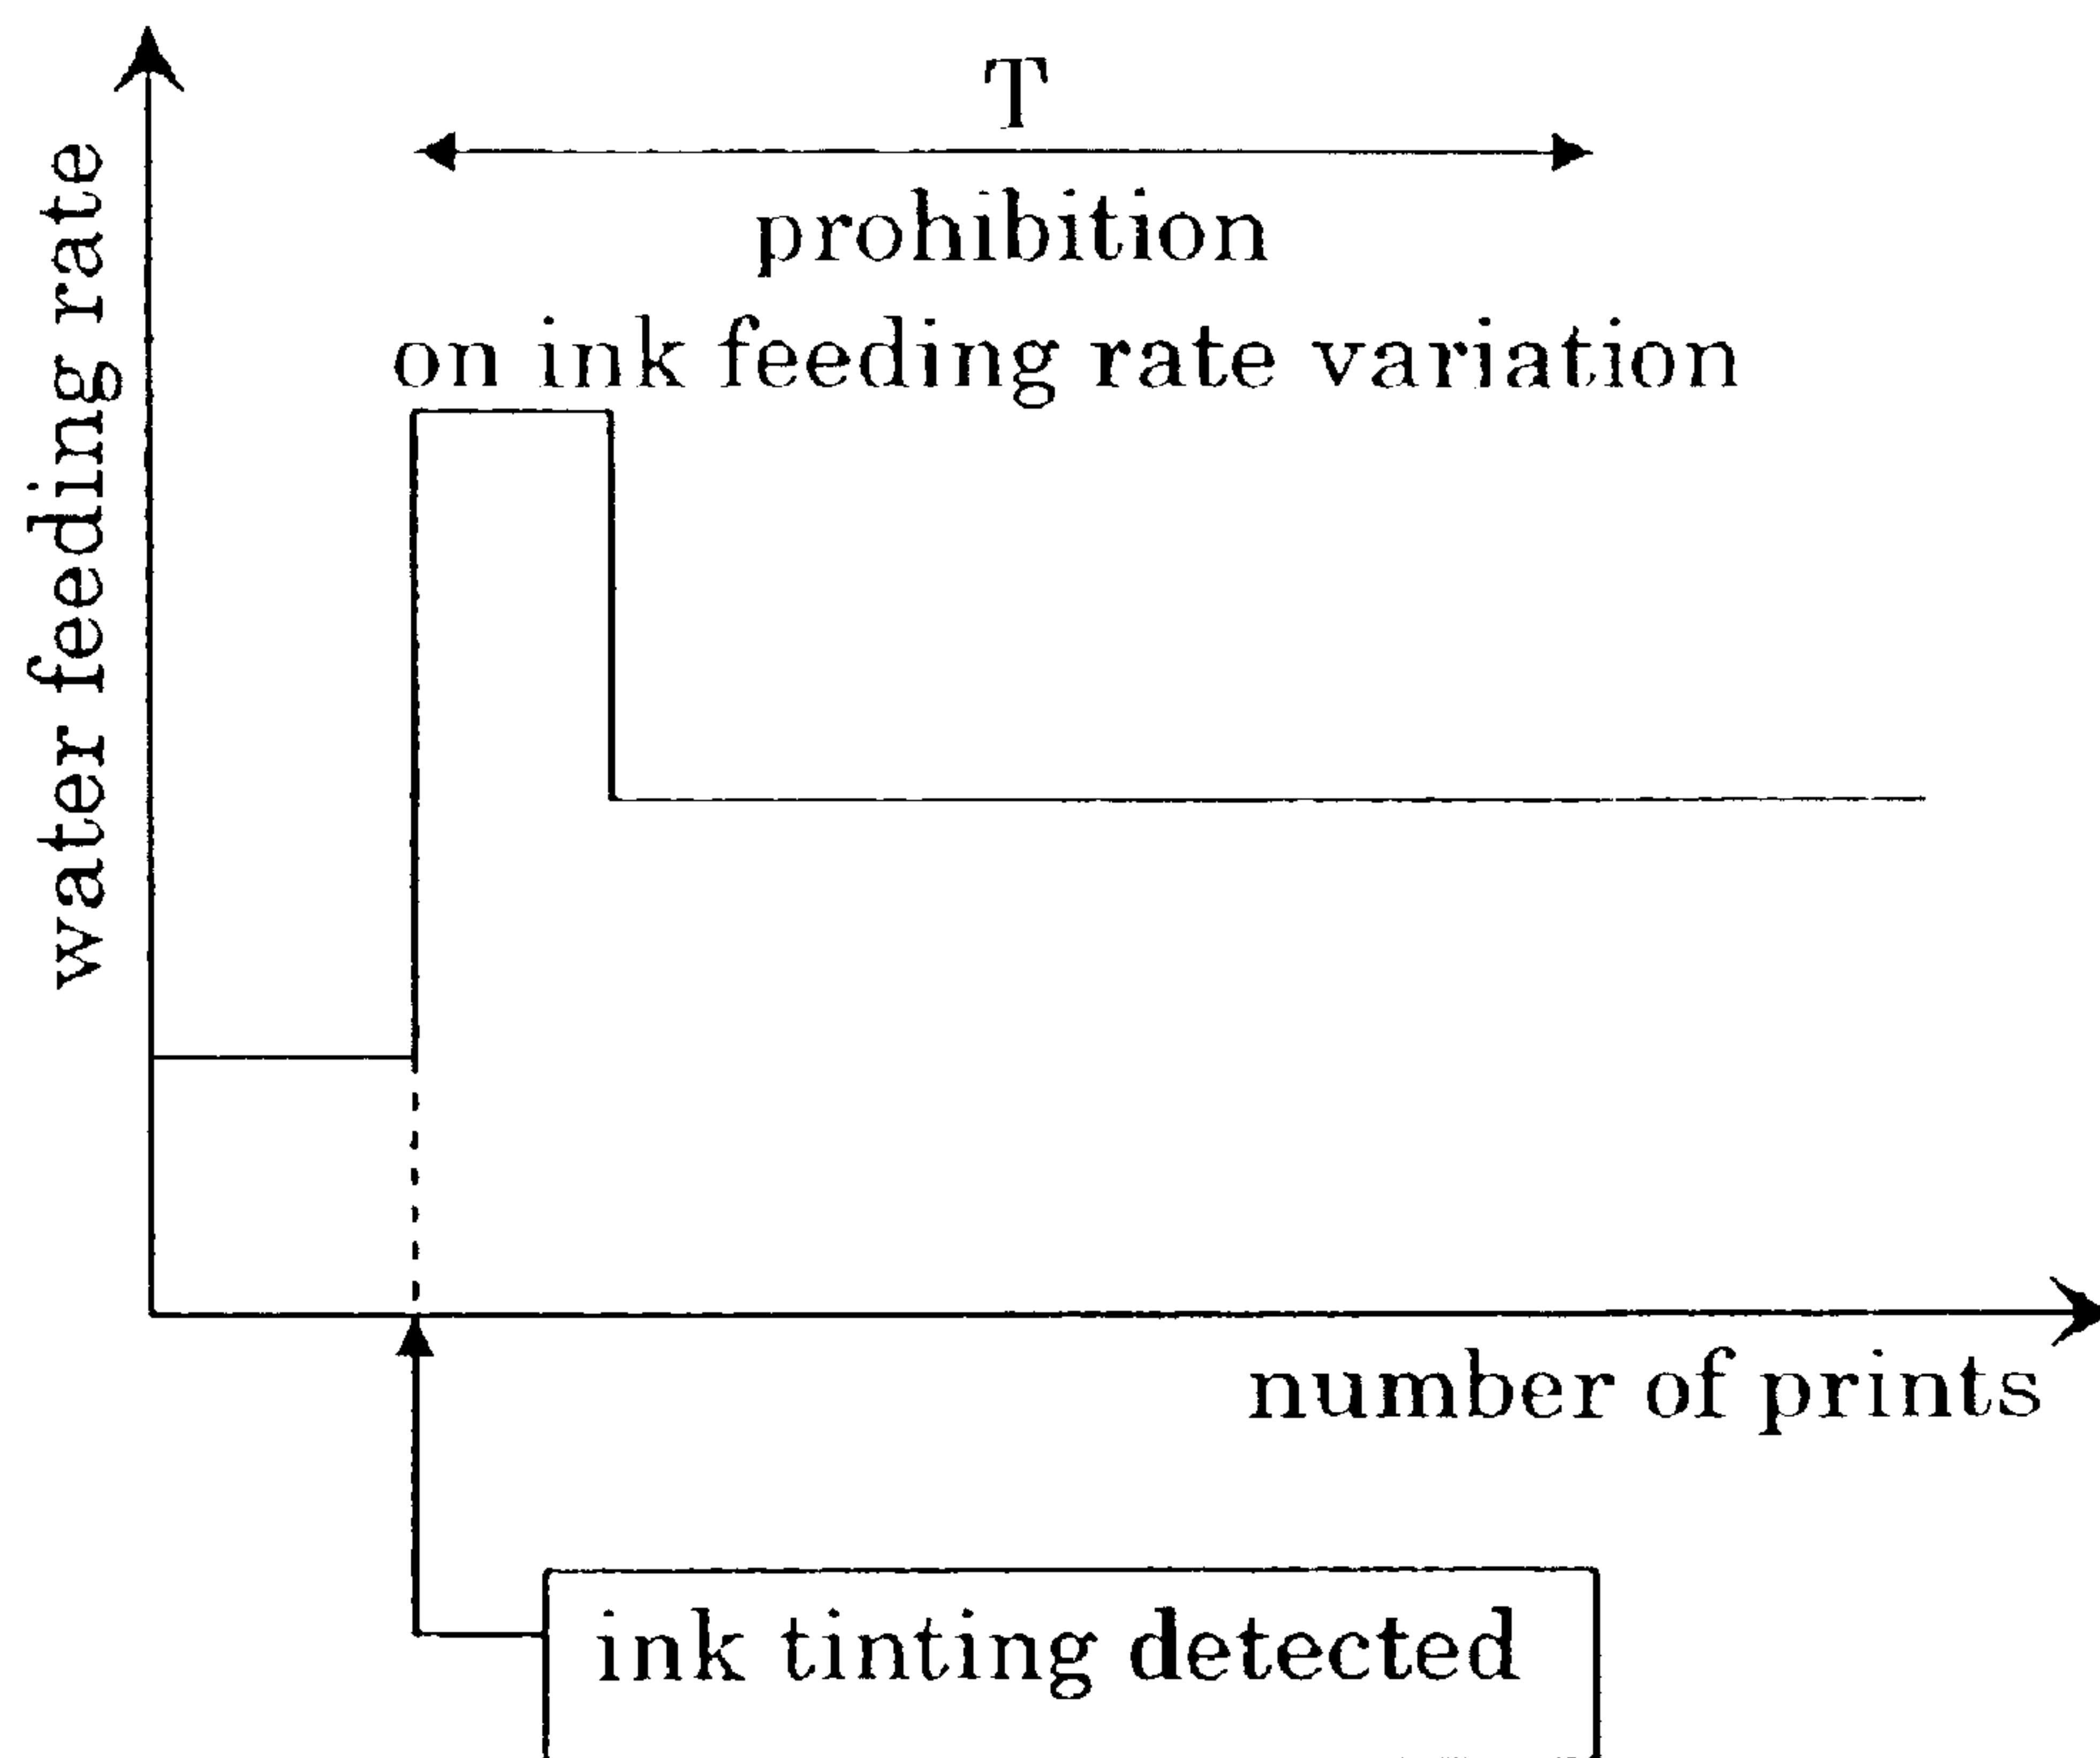 T
prohibition
on ink feeding rate variation
water feeding rate
number of prints
ink tinting detected